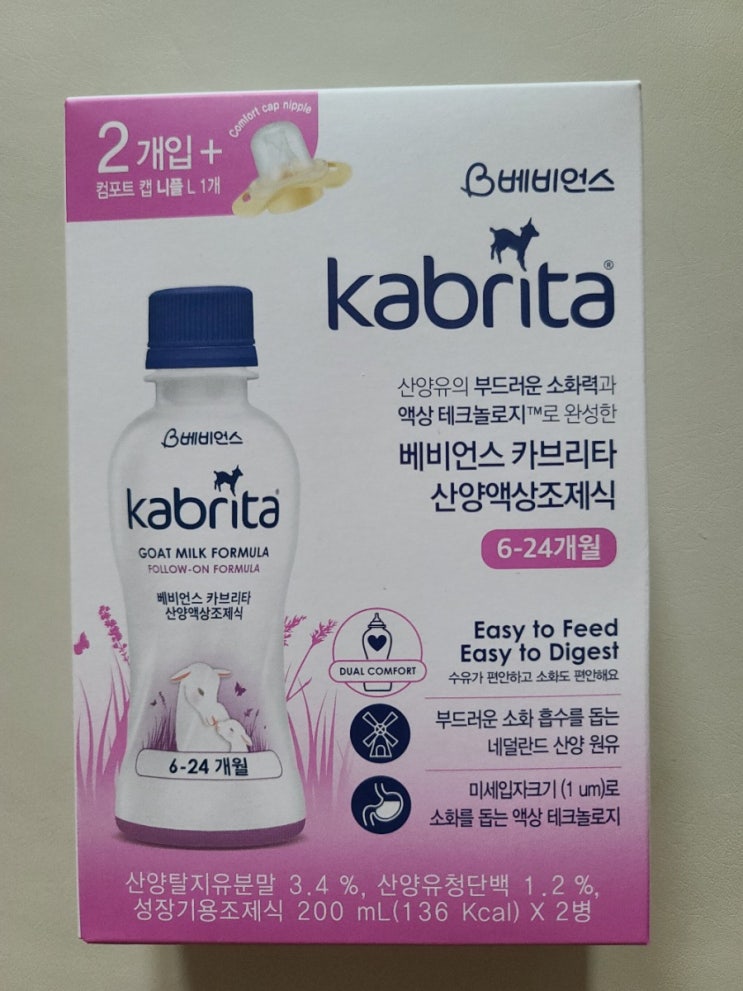 2개입 +
컴포트 캡 니플 L 1개
Comfort cap nipple
베비언스
kabrita®
산양유의 부드러운 소화력과
액상 테크놀로지™로 완성한
베비언스 카브리타
산양액상조제식
6-24개월
베비언스
kabrita
GOAT MILK FORMULA
FOLLOW-ON FORMULA
베비언스 카브리타
산양액상조제식
6-24 개월
DUAL COMFORT
Easy to Feed
Easy to Digest
수유가 편안하고 소화도 편안해요
부드러운 소화 흡수를 돕는
네덜란드 산양 원유
미세입자크기 (1 um)로
소화를 돕는 액상 테크놀로지
산양탈지유분말 3.4 %, 산양유청단백 1.2 %,
성장기용조제식 200 mL(136 Kcal) X 2병